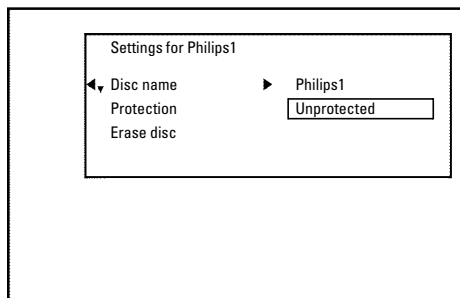 Settings for Philips1
Disc name Philips1
Protection Unprotected
Erase disc